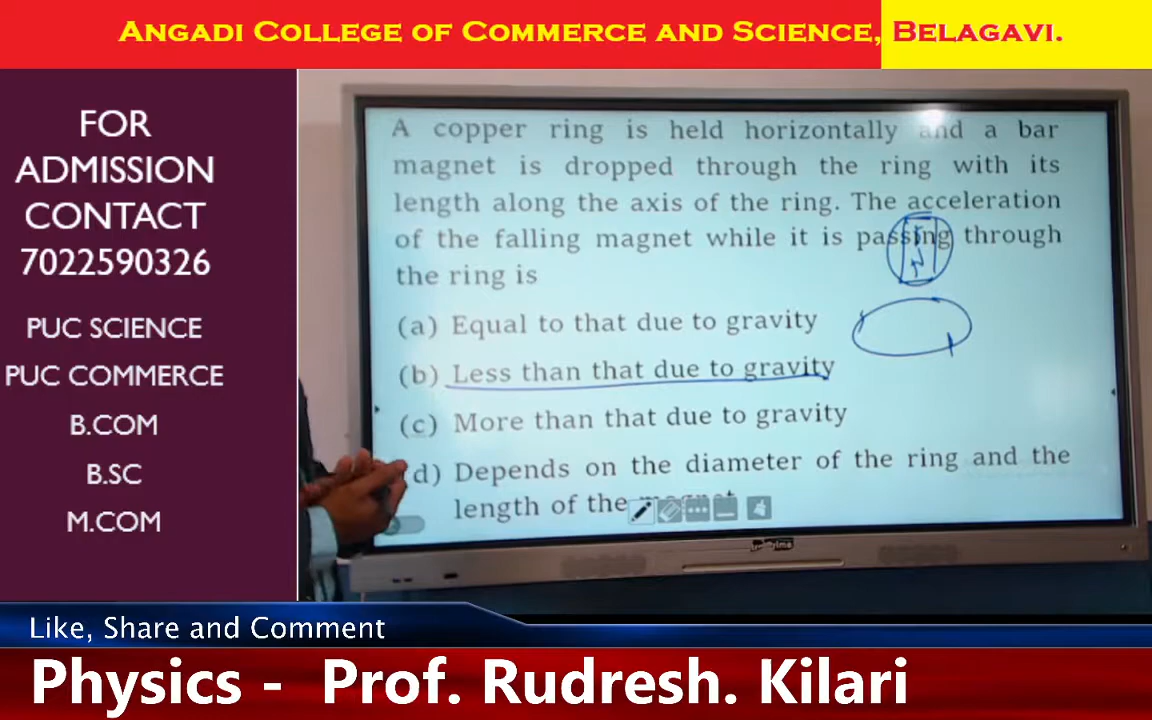 ANGADI COLLEGE OF COMMERCE AND SCIENCE, BELAGAVI.
FOR
ADMISSION
CONTACT
7022590326
PUC SCIENCE
PUC COMMERCE
B.COM
B.SC
M.COM
A copper ring is held horizontally and a bar
magnet is dropped through the ring with its
length along the axis of the ring. The acceleration
of the falling magnet while it is passing through
the ring is
(a) Equal to that due to gravity
(b) Less than that due to gravity
(c) More than that due to gravity
d) Depends on the diameter of the ring and the
length of the magnet
N
Like, Share and Comment
Physics - Prof. Rudresh. Kilari